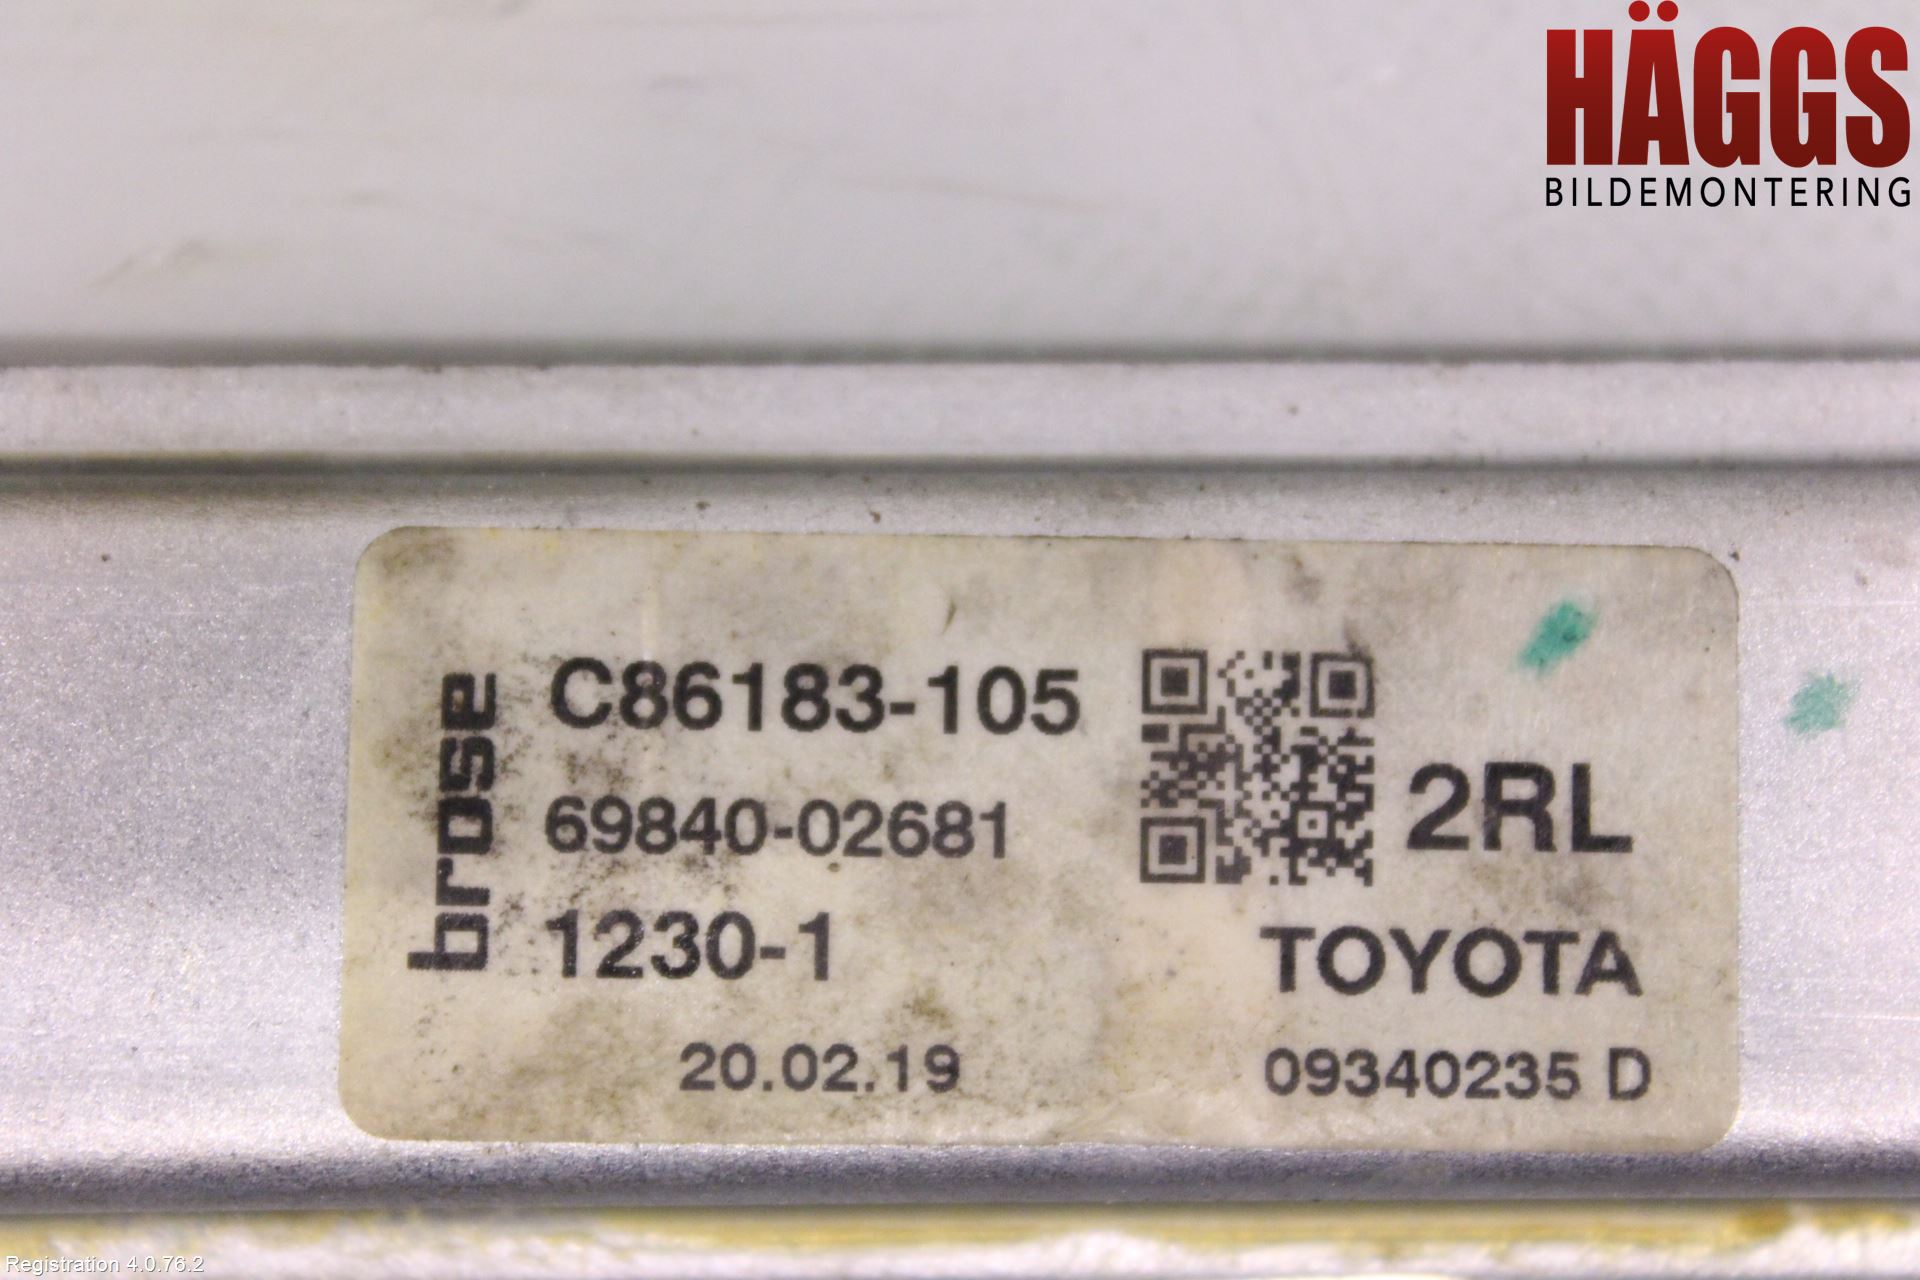 HÄGGS
BILDEMONTERING
brose
C86183-105
69840-02681
1230-1
20.02.19
2RL
TOYOTA
09340235 D
Registration 4.0.76.2